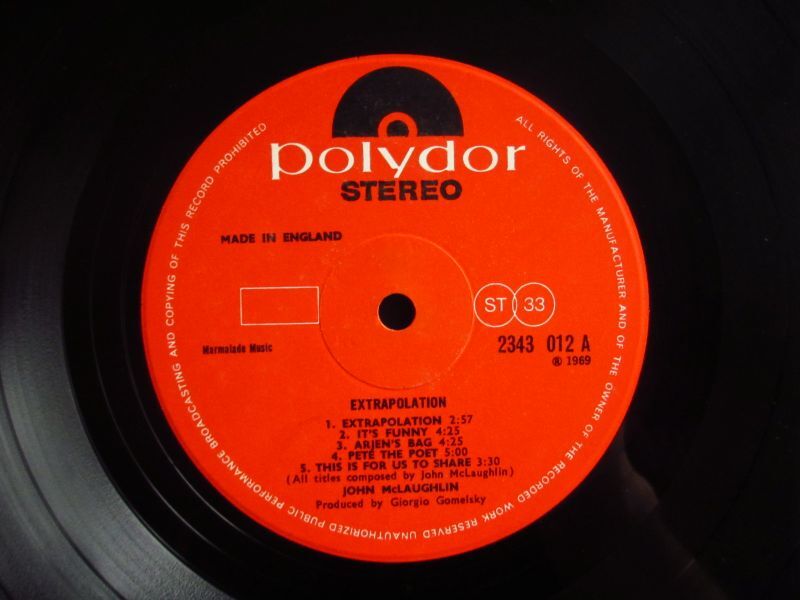 polydor
STEREO
MADE IN ENGLAND
ST 33
Marmalade Music
2343 012 A
℗ 1969
EXTRAPOLATION
1. EXTRAPOLATION 2:57
2. IT'S FUNNY 4:25
3. ARJEN'S BAG 4:25
4. PETE THE POET 5:00
5. THIS IS FOR US TO SHARE 3:30
(All titles composed by John McLaughlin)
JOHN McLAUGHLIN
Produced by Giorgio Gomelsky
ALL RIGHTS OF THE MANUFACTURER AND OF THE OWNER OF THE RECORDED WORK RESERVED UNAUTHORIZED PUBLIC PERFORMANCE BROADCASTING AND COPYING OF THIS RECORD PROHIBITED